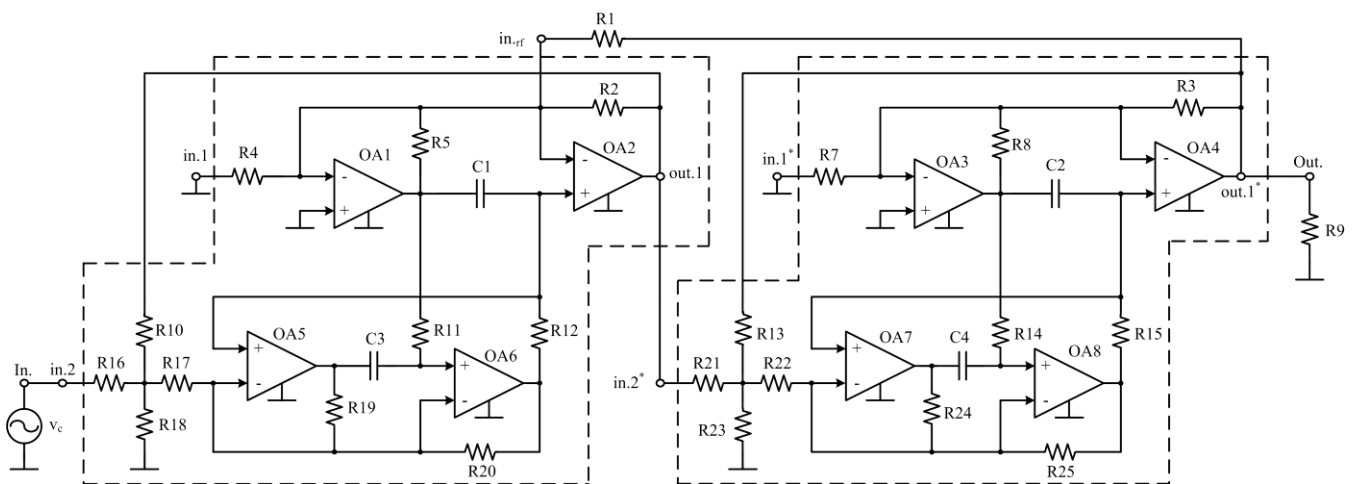 R1
in.rf
R2
R3
R5
R8
in.1
R4
OA1
C1
OA2
out.1
in.1*
R7
OA3
C2
OA4
Out.
out.1*
R9
-
+
-
+
-
+
-
+
R10
OA5
C3
R11
R12
OA6
R13
OA7
C4
R14
R15
OA8
In.
in.2
R16
R17
in.2*
R21
R22
+
-
+
-
+
-
+
-
vc
R18
R19
R20
R23
R24
R25